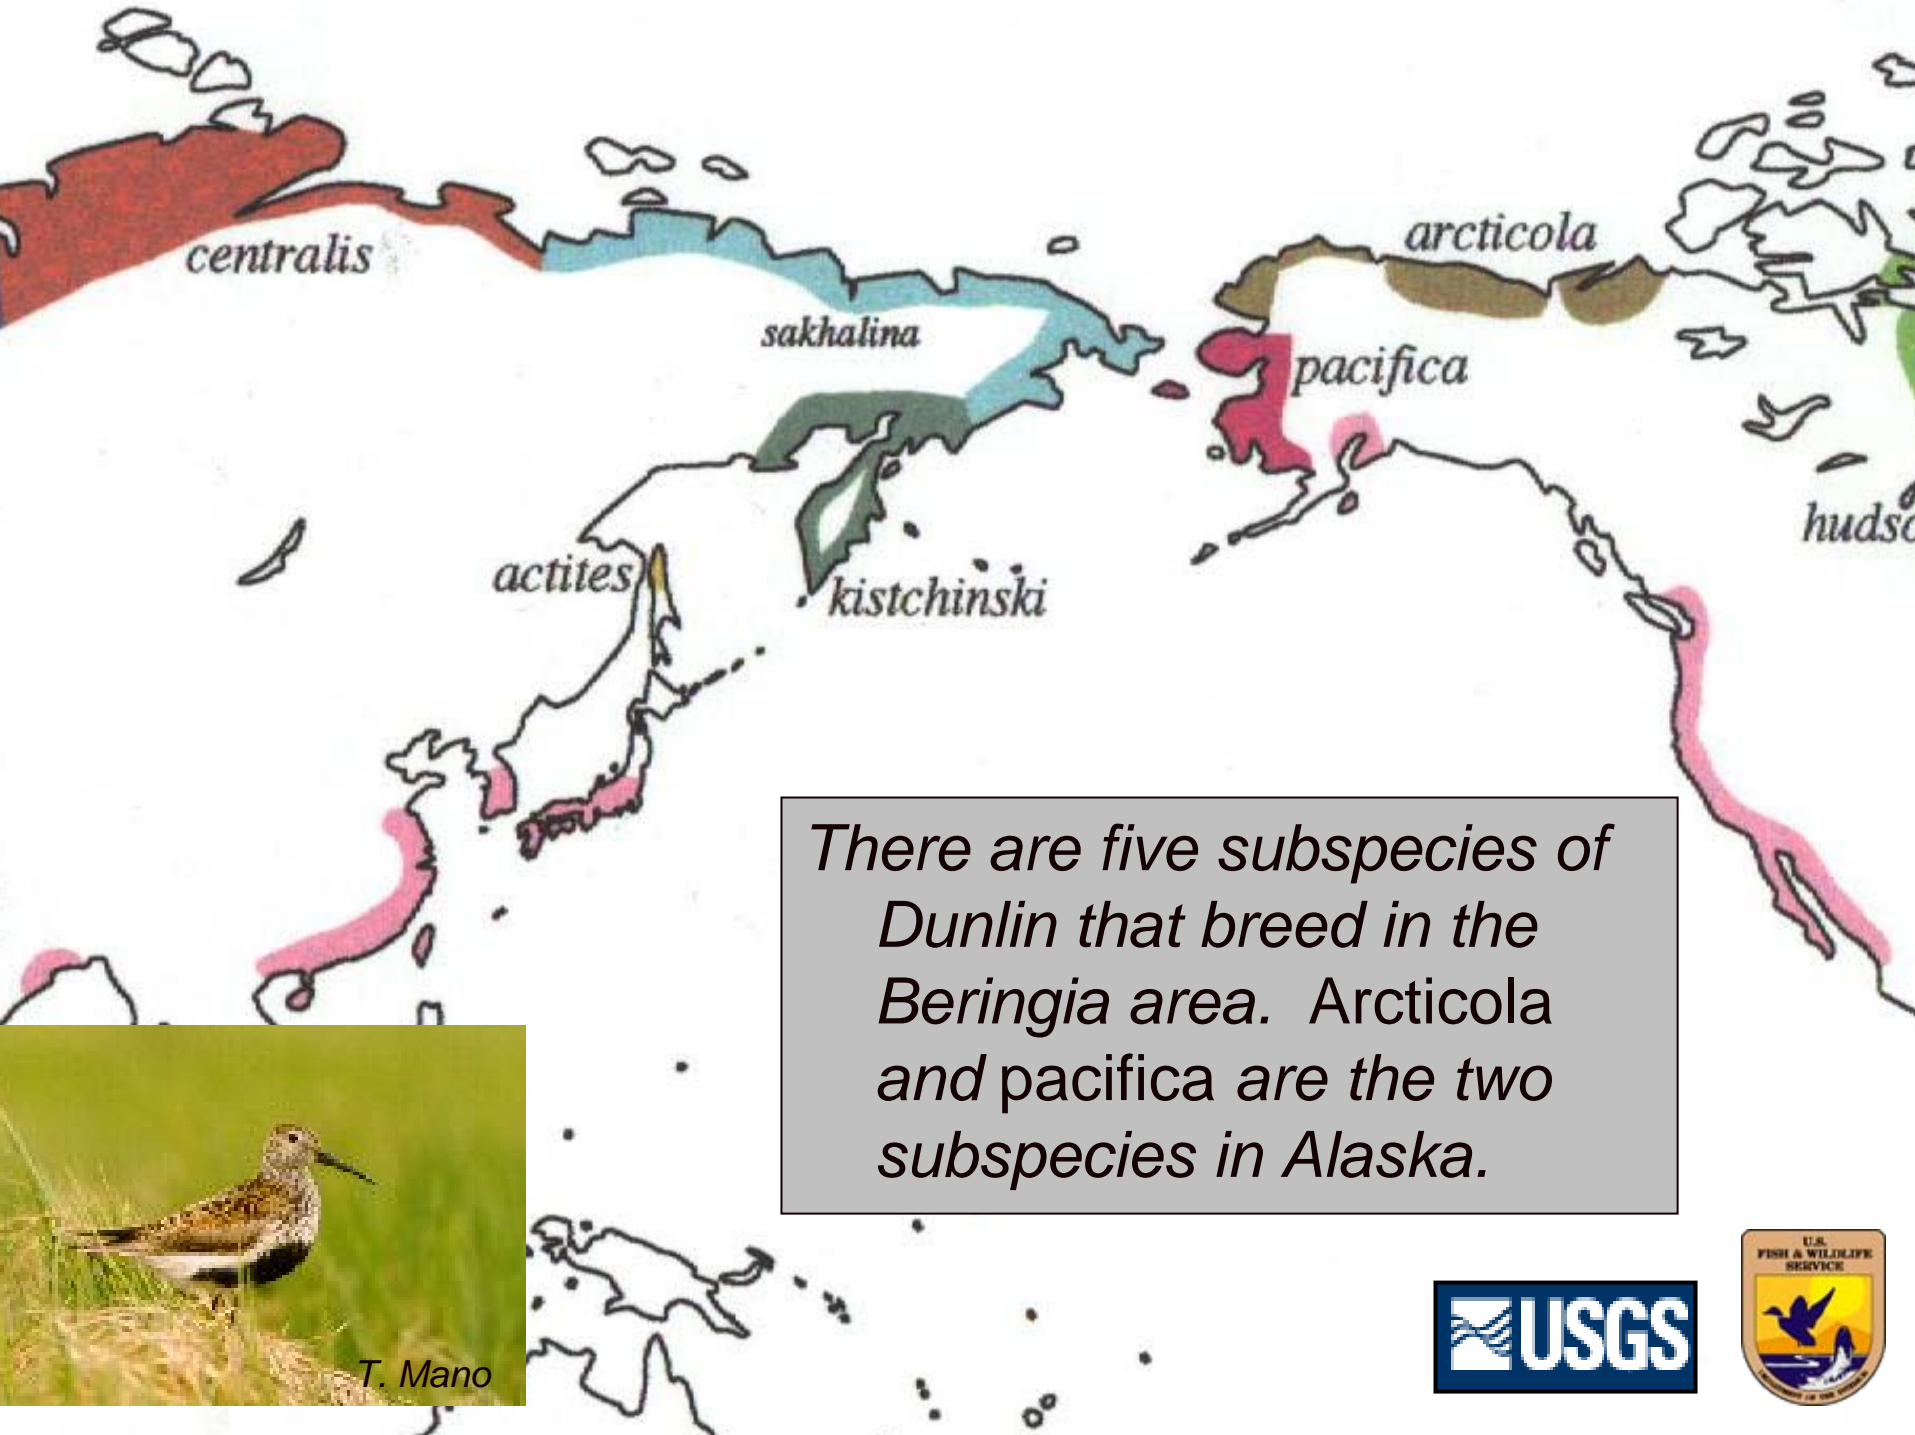 arcticola
centralis
sakhalina
pacifica
hudso
actites
kistchinski
There are five subspecies of
Dunlin that breed in the
Beringia area. Arcticola
and pacifica are the two
subspecies in Alaska.
U.S.
FISH & WILDLIFE
SERVICE
USGS
T. Mano